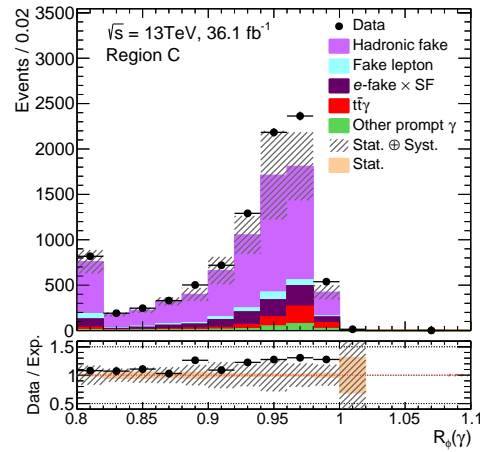 √s = 13TeV, 36.1 fb⁻¹
Region C
Data
Hadronic fake
Fake lepton
e-fake × SF
tt̄γ
Other prompt γ
Stat. ⊕ Syst.
Stat.
Events / 0.02
3500
3000
2500
2000
1500
1000
500
0
Data / Exp.
1.5
1
0.5
0.8 0.85 0.9 0.95 1 1.05 1.1
R_ϕ(γ)